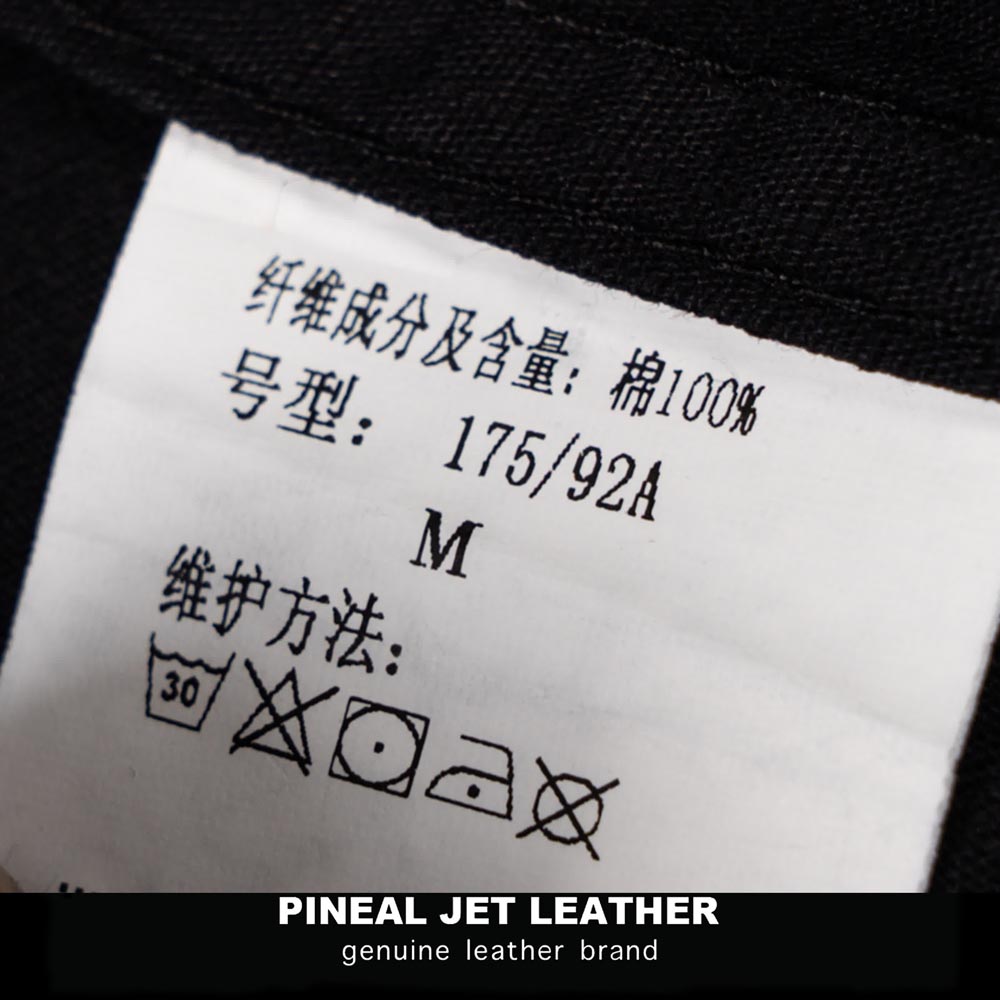 纤维成分及含量：棉100%
号型： 175/92A
M
维护方法：
30
PINEAL JET LEATHER
genuine leather brand